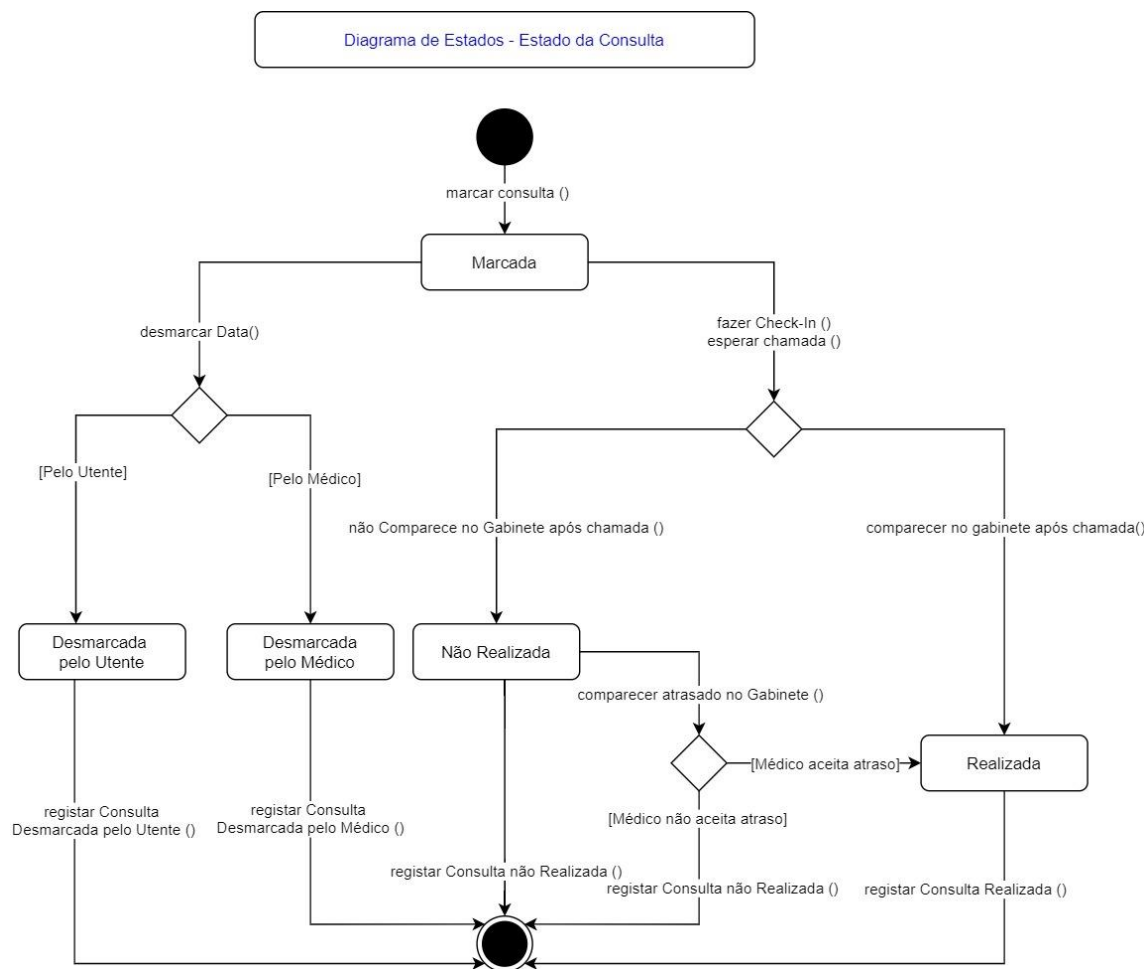 Diagrama de Estados - Estado da Consulta
marcar consulta ()
Marcada
desmarcar Data()
fazer Check-In ()
esperar chamada ()
[Pelo Utente]
[Pelo Médico]
não Comparece no Gabinete após chamada ()
comparecer no gabinete após chamada()
Desmarcada
pelo Utente
Desmarcada
pelo Médico
Não Realizada
comparecer atrasado no Gabinete ()
[Médico aceita atraso]
Realizada
[Médico não aceita atraso]
registar Consulta
Desmarcada pelo Utente ()
registar Consulta
Desmarcada pelo Médico ()
registar Consulta não Realizada ()
registar Consulta não Realizada ()
registar Consulta Realizada ()